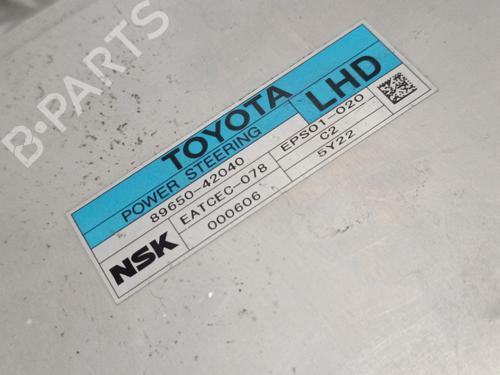 B-PARTS
TOYOTA
LHD
POWER STEERING
89650-42040 EPS01-020
EATCEC-078 C2
NSK 000606 5Y22